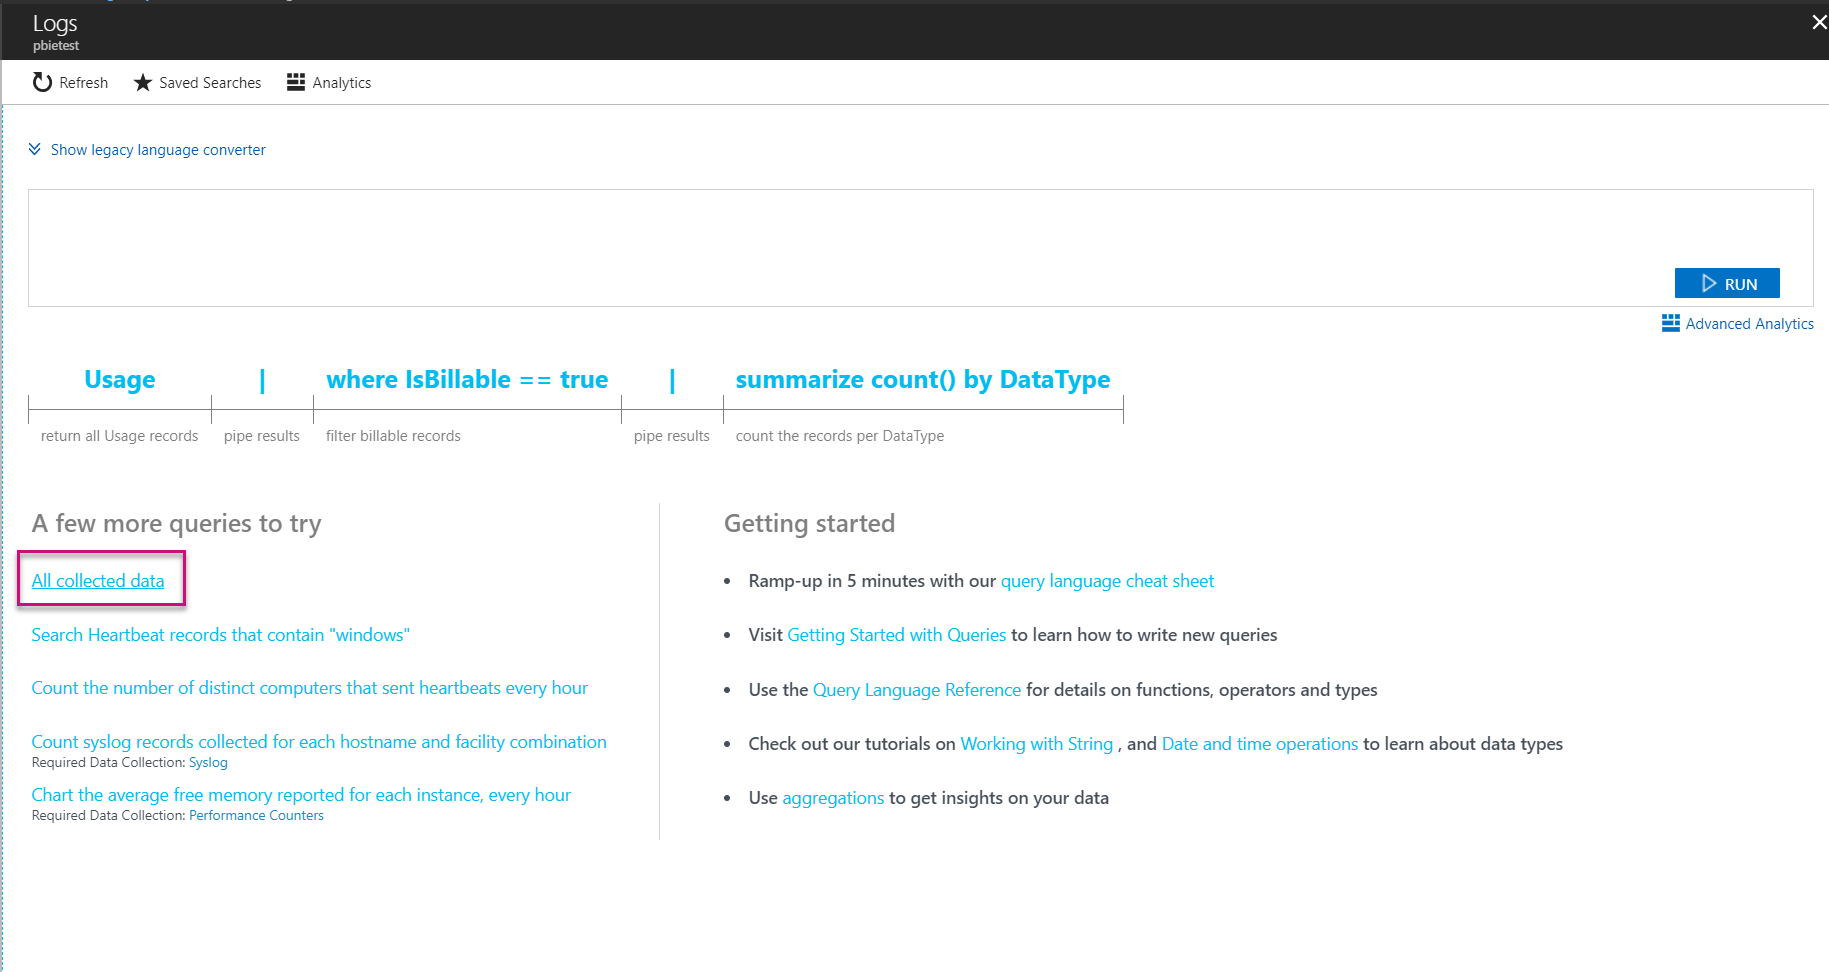 Logs
pbietest
Refresh Saved Searches Analytics
Show legacy language converter
RUN
Advanced Analytics
Usage | where IsBillable == true | summarize count() by DataType
return all Usage records pipe results filter billable records pipe results count the records per DataType
A few more queries to try
All collected data
Search Heartbeat records that contain "windows"
Count the number of distinct computers that sent heartbeats every hour
Count syslog records collected for each hostname and facility combination
Required Data Collection: Syslog
Chart the average free memory reported for each instance, every hour
Required Data Collection: Performance Counters
Getting started
• Ramp-up in 5 minutes with our query language cheat sheet
• Visit Getting Started with Queries to learn how to write new queries
• Use the Query Language Reference for details on functions, operators and types
• Check out our tutorials on Working with String , and Date and time operations to learn about data types
• Use aggregations to get insights on your data